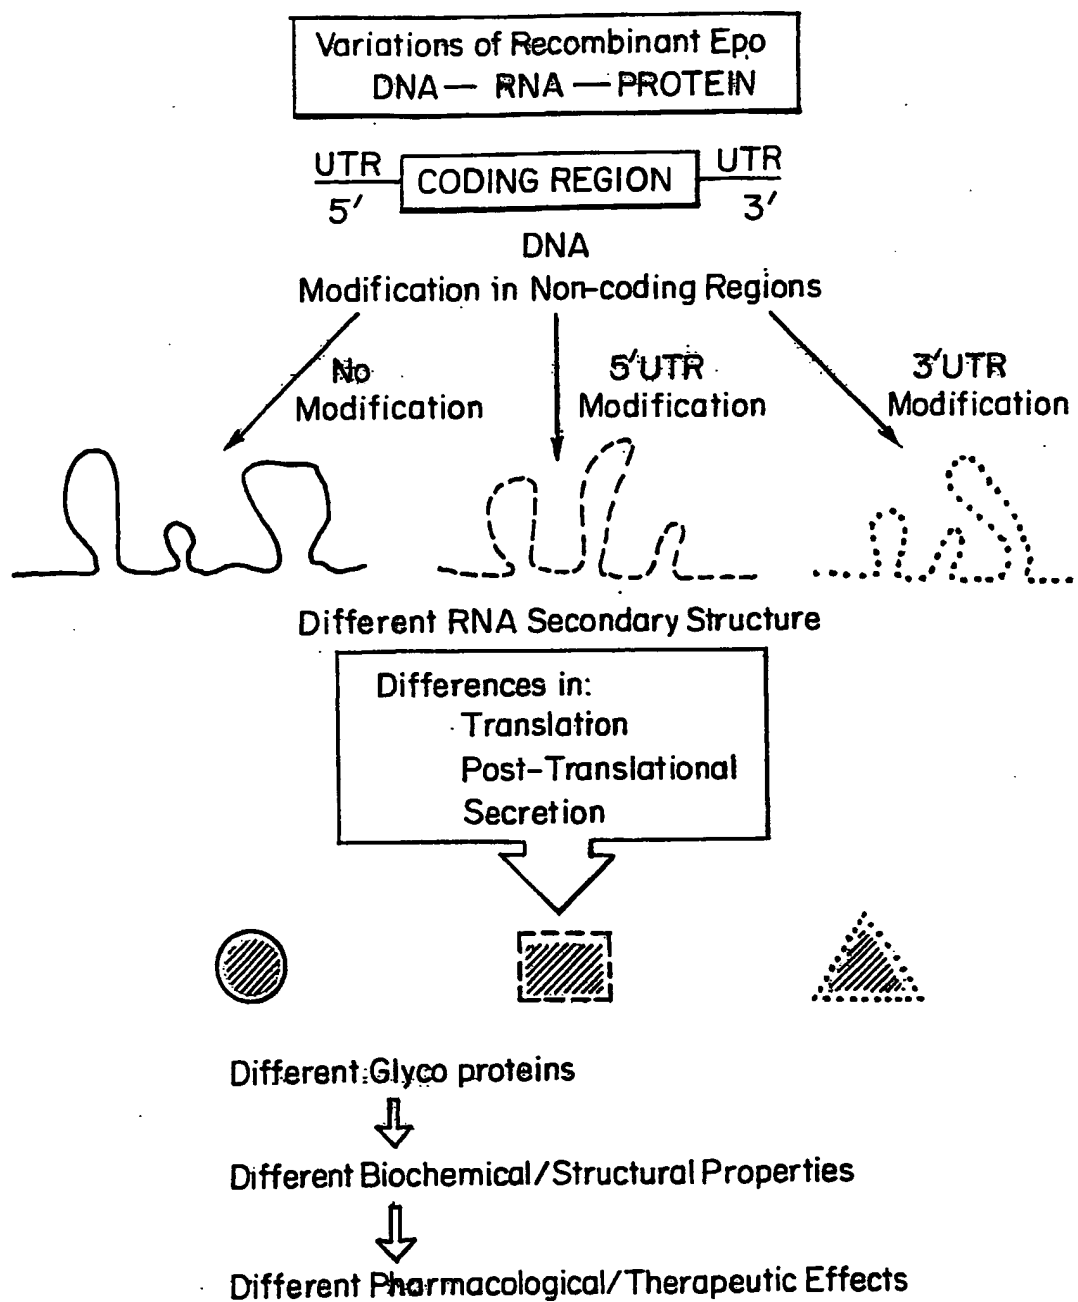 Variations of Recombinant Epo
DNA — RNA — PROTEIN
UTR CODING REGION UTR
5' 3'
DNA
Modification in Non-coding Regions
No Modification
5'UTR Modification
3'UTR Modification
Different RNA Secondary Structure
Differences in:
Translation
Post-Translational
Secretion
Different Glyco proteins
Different Biochemical/Structural Properties
Different Pharmacological/Therapeutic Effects